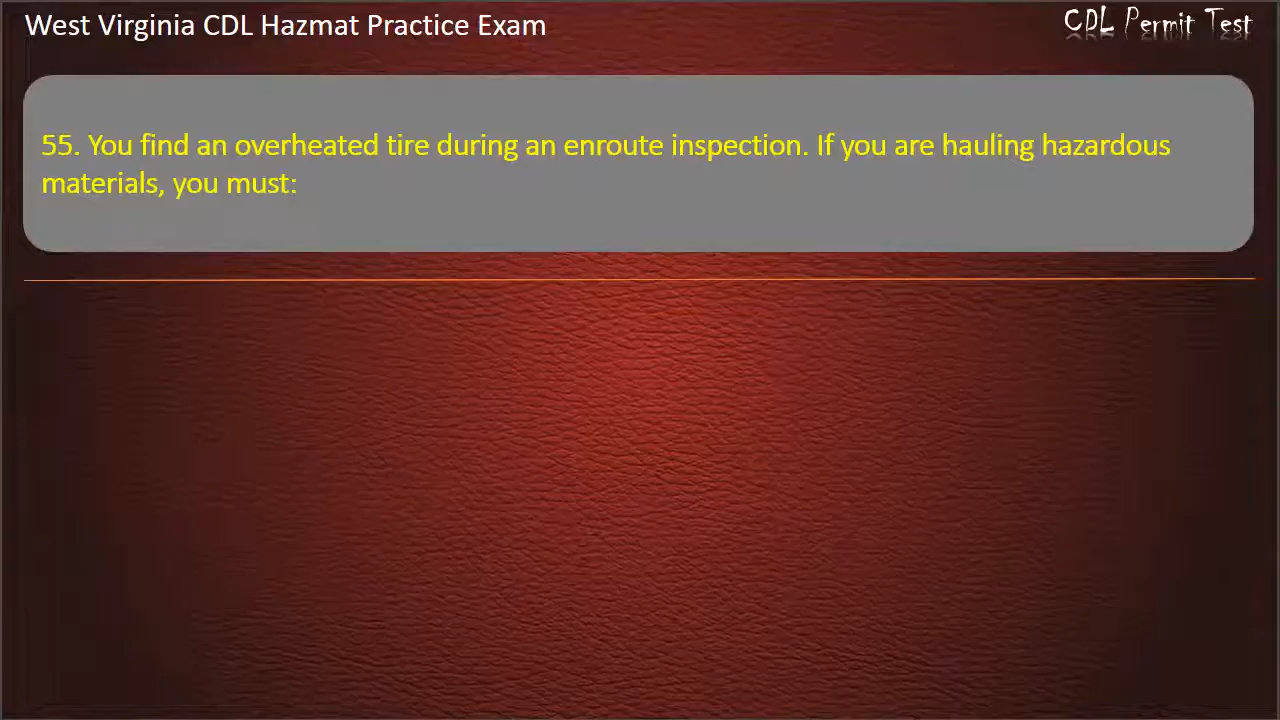 West Virginia CDL Hazmat Practice Exam
CDL Permit Test
55. You find an overheated tire during an enroute inspection. If you are hauling hazardous
materials, you must: